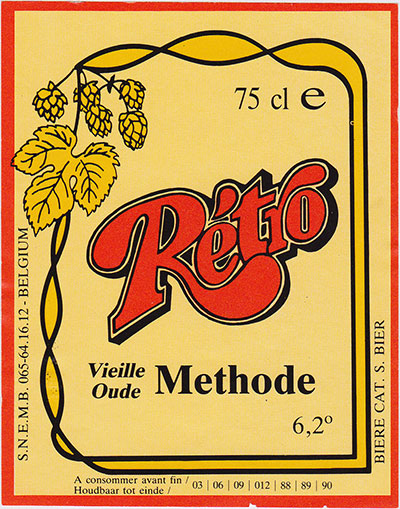 75 cl e
Rétro
Vieille
Oude Methode
6,2°
S.N.E.M.B. 065-64.16.12 - BELGIUM
BIERE CAT. S. BIER
A consommer avant fin /
Houdbaar tot einde / 03 | 06 | 09 | 012 | 88 | 89 | 90